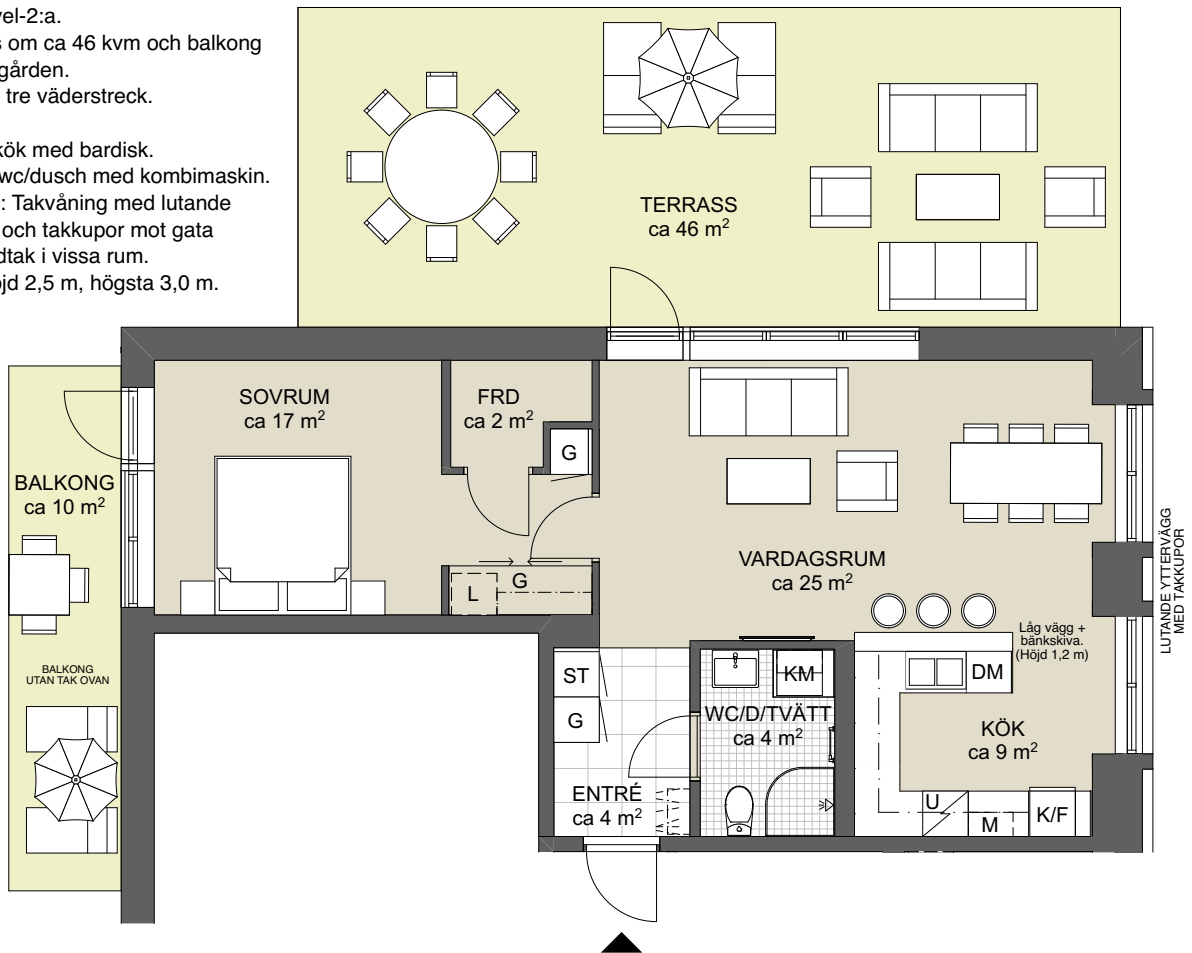 vel-2:a.
s om ca 46 kvm och balkong
gården.
tre väderstreck.
kök med bardisk.
wc/dusch med kombimaskin.
: Takvåning med lutande
och takkupor mot gata
dtak i vissa rum.
jd 2,5 m, högsta 3,0 m.
TERRASS
ca 46 m²
SOVRUM
ca 17 m²
FRD
ca 2 m²
G
BALKONG
ca 10 m²
VARDAGSRUM
ca 25 m²
LUTANDE YTTERVÄGG
MED TAKKUPOR
L
G
Låg vägg +
bänkskiva.
(Höjd 1,2 m)
BALKONG
UTAN TAK OVAN
ST
G
KM
DM
WC/D/TVÄTT
ca 4 m²
KÖK
ca 9 m²
ENTRÉ
ca 4 m²
U
M
K/F